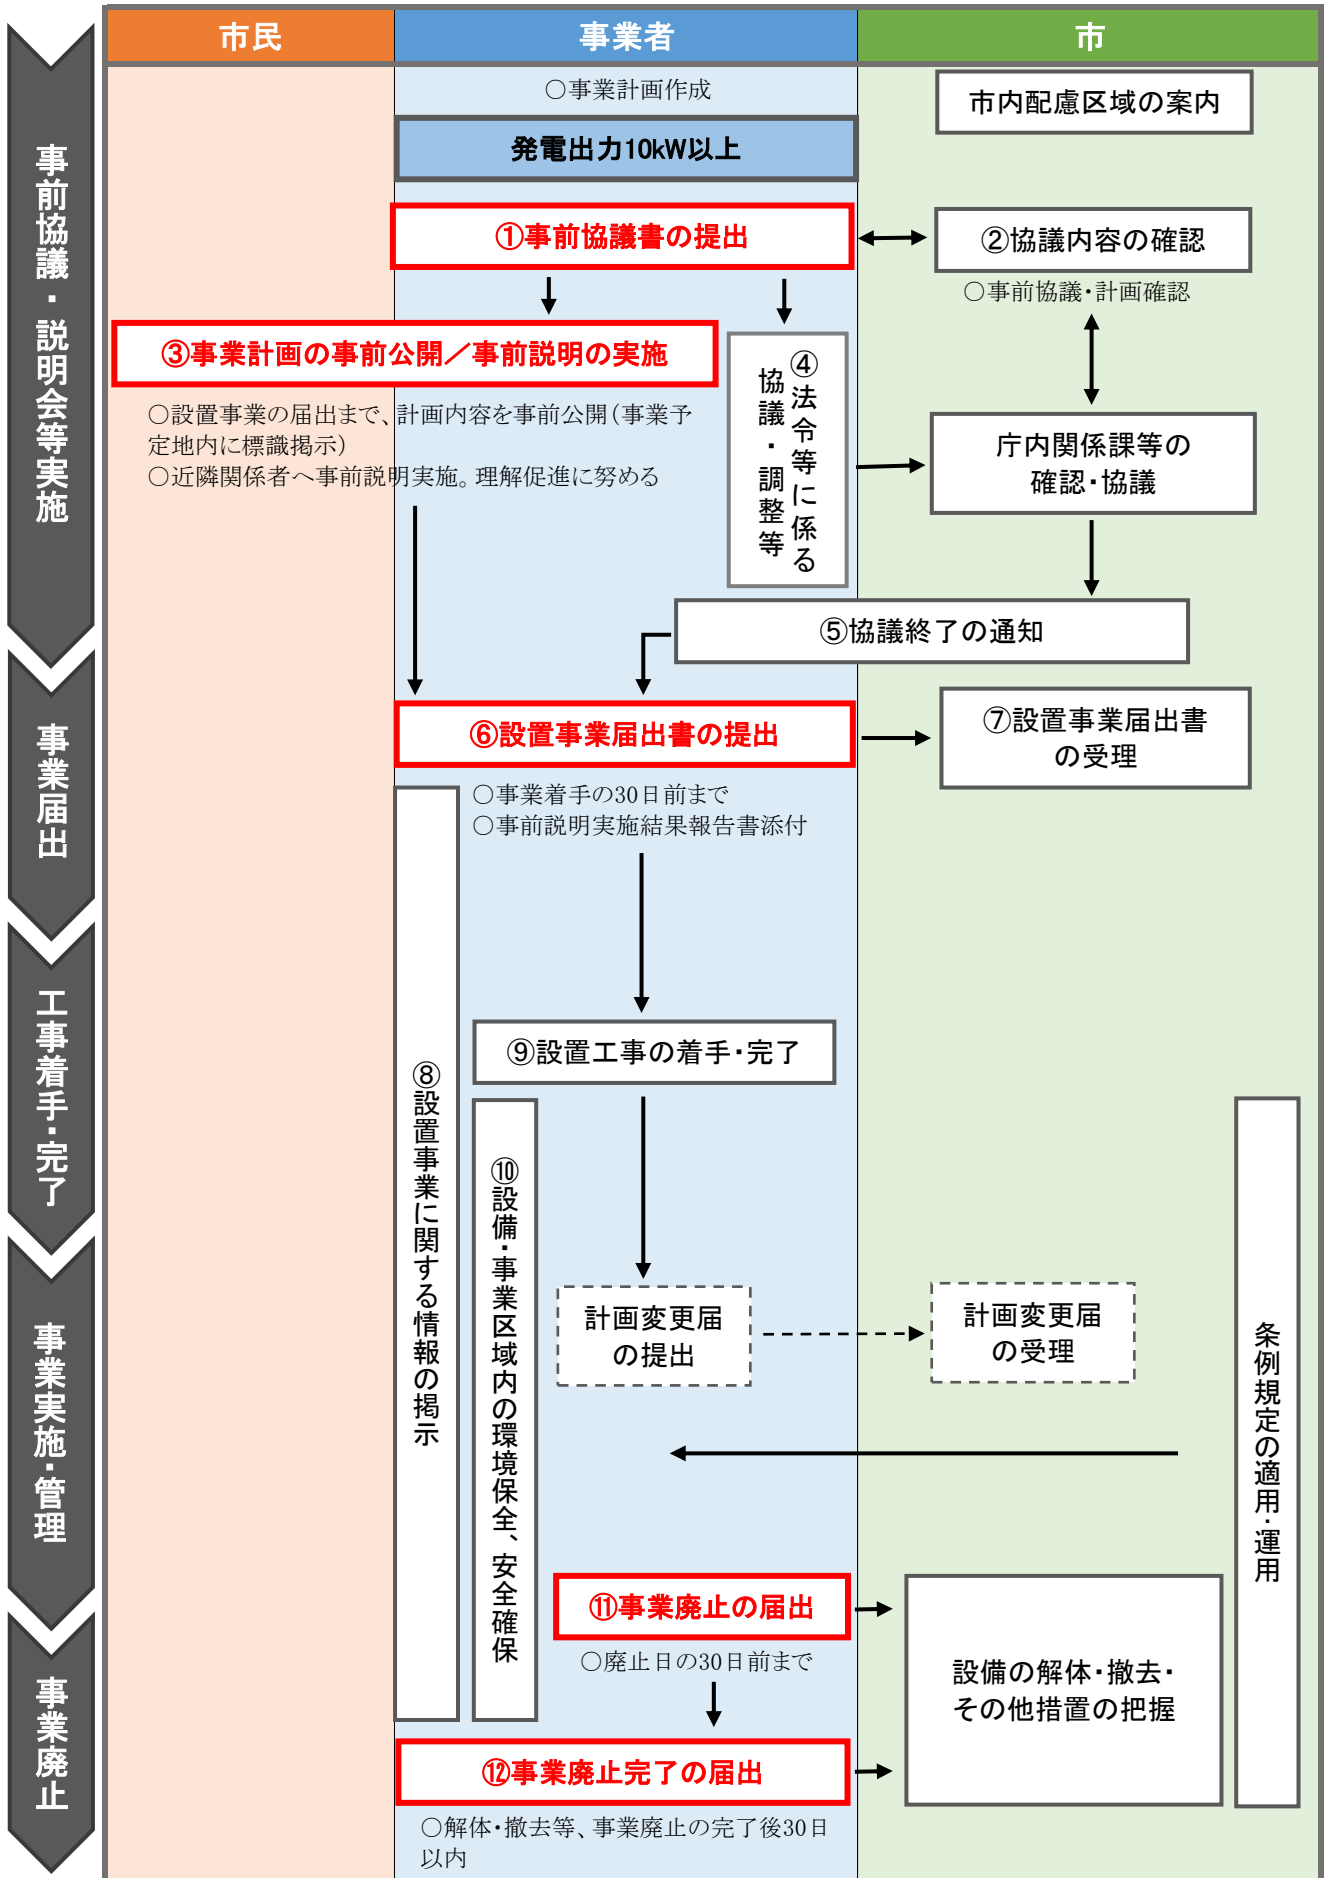 市民
事業者
市
事前協議・説明会等実施
○事業計画作成
市内配慮区域の案内
発電出力10kW以上
①事前協議書の提出
②協議内容の確認
○事前協議・計画確認
③事業計画の事前公開／事前説明の実施
④法令等に係る
協議・調整等
○設置事業の届出まで、計画内容を事前公開（事業予
定地内に標識掲示）
○近隣関係者へ事前説明実施。理解促進に努める
庁内関係課等の
確認・協議
⑤協議終了の通知
事業届出
⑥設置事業届出書の提出
⑦設置事業届出書
の受理
○事業着手の30日前まで
○事前説明実施結果報告書添付
工事着手・完了
⑧設置事業に関する情報の掲示
⑨設置工事の着手・完了
⑩設備・事業区域内の環境保全、安全確保
条例規定の適用・運用
事業実施・管理
計画変更届
の提出
計画変更届
の受理
⑪事業廃止の届出
○廃止日の30日前まで
設備の解体・撤去・
その他措置の把握
事業廃止
⑫事業廃止完了の届出
○解体・撤去等、事業廃止の完了後30日
以内